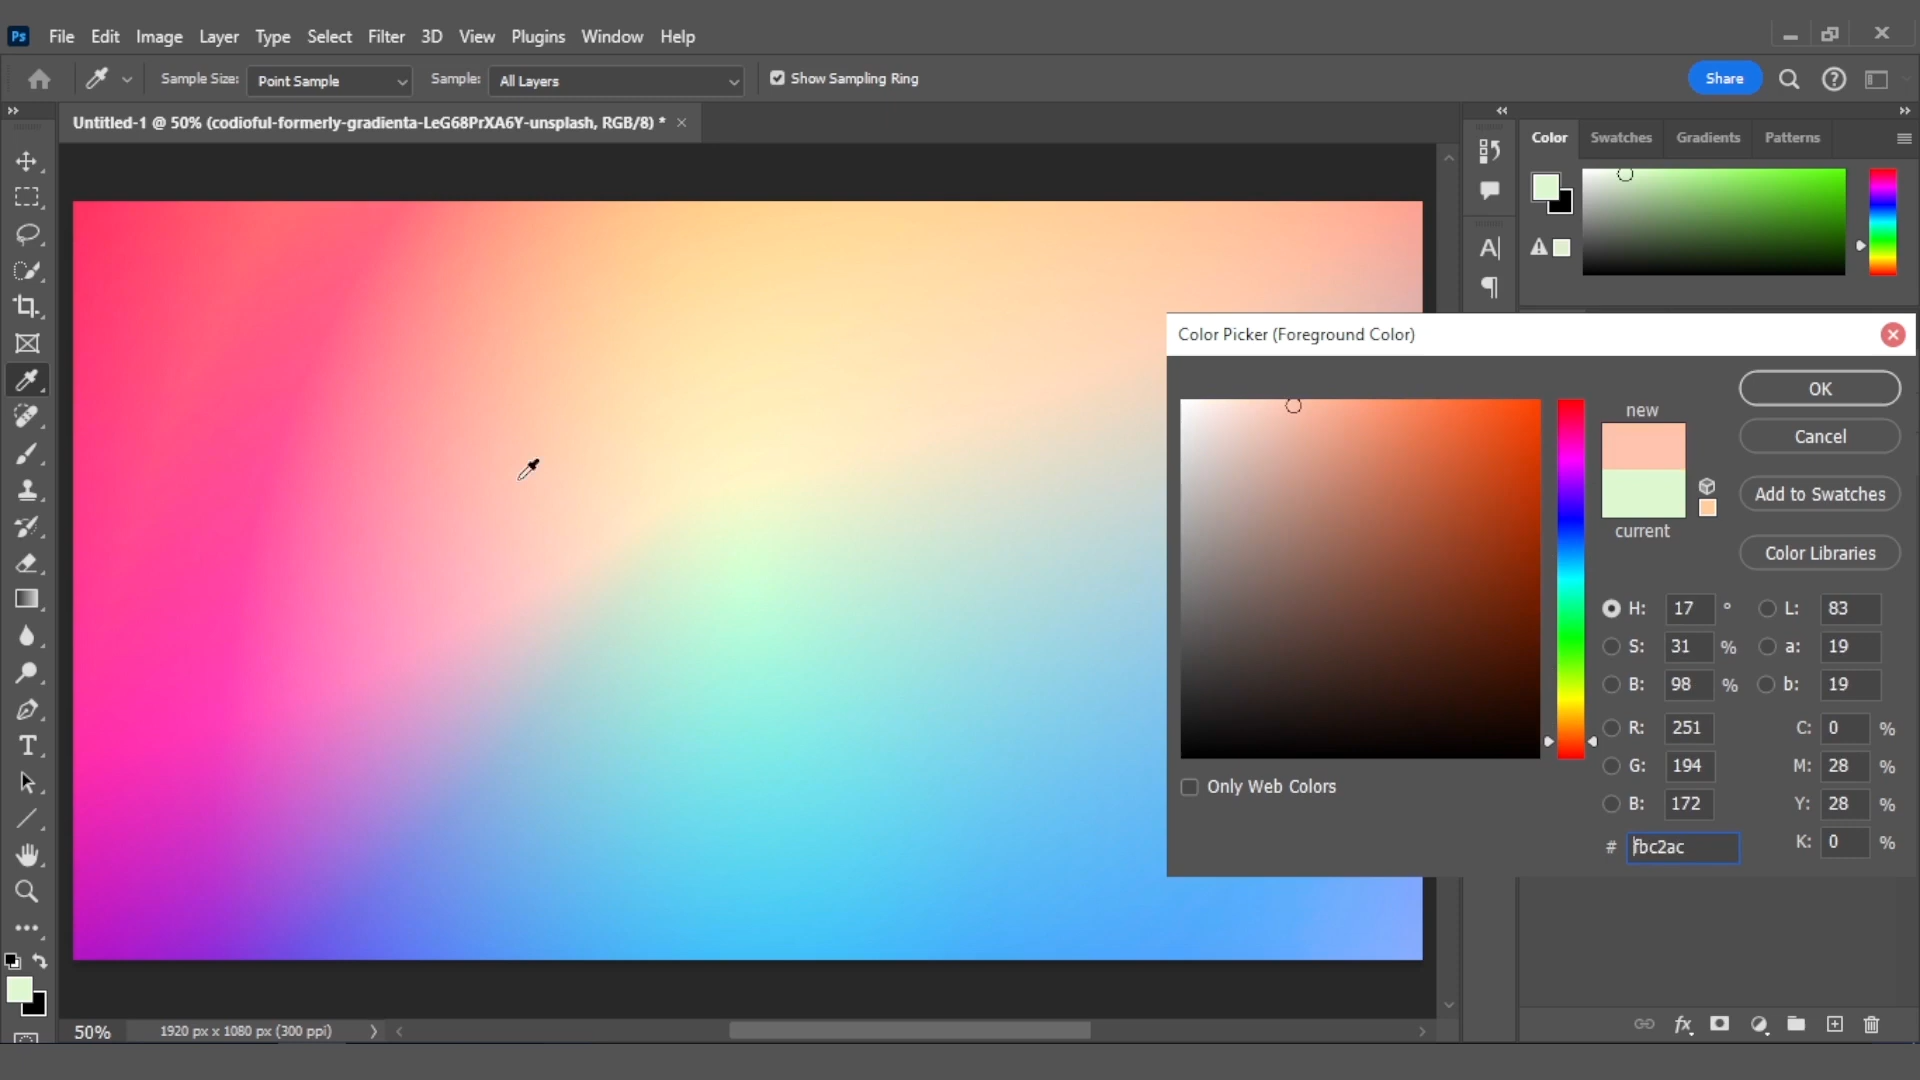 Ps File Edit Image Layer Type Select Filter 3D View Plugins Window Help
Sample Size: Point Sample Sample: All Layers Show Sampling Ring Share
Untitled-1 @ 50% (codioful-formerly-gradienta-LeG68PrXA6Y-unsplash, RGB/8) *
Color Swatches Gradients Patterns
Color Picker (Foreground Color)
OK
new
Cancel
Add to Swatches
current
Color Libraries
H: 17 ° L: 83
S: 31 % a: 19
B: 98 % b: 19
R: 251 C: 0 %
G: 194 M: 28 %
Only Web Colors
B: 172 Y: 28 %
# fbc2ac K: 0 %
50% 1920 px x 1080 px (300 ppi)